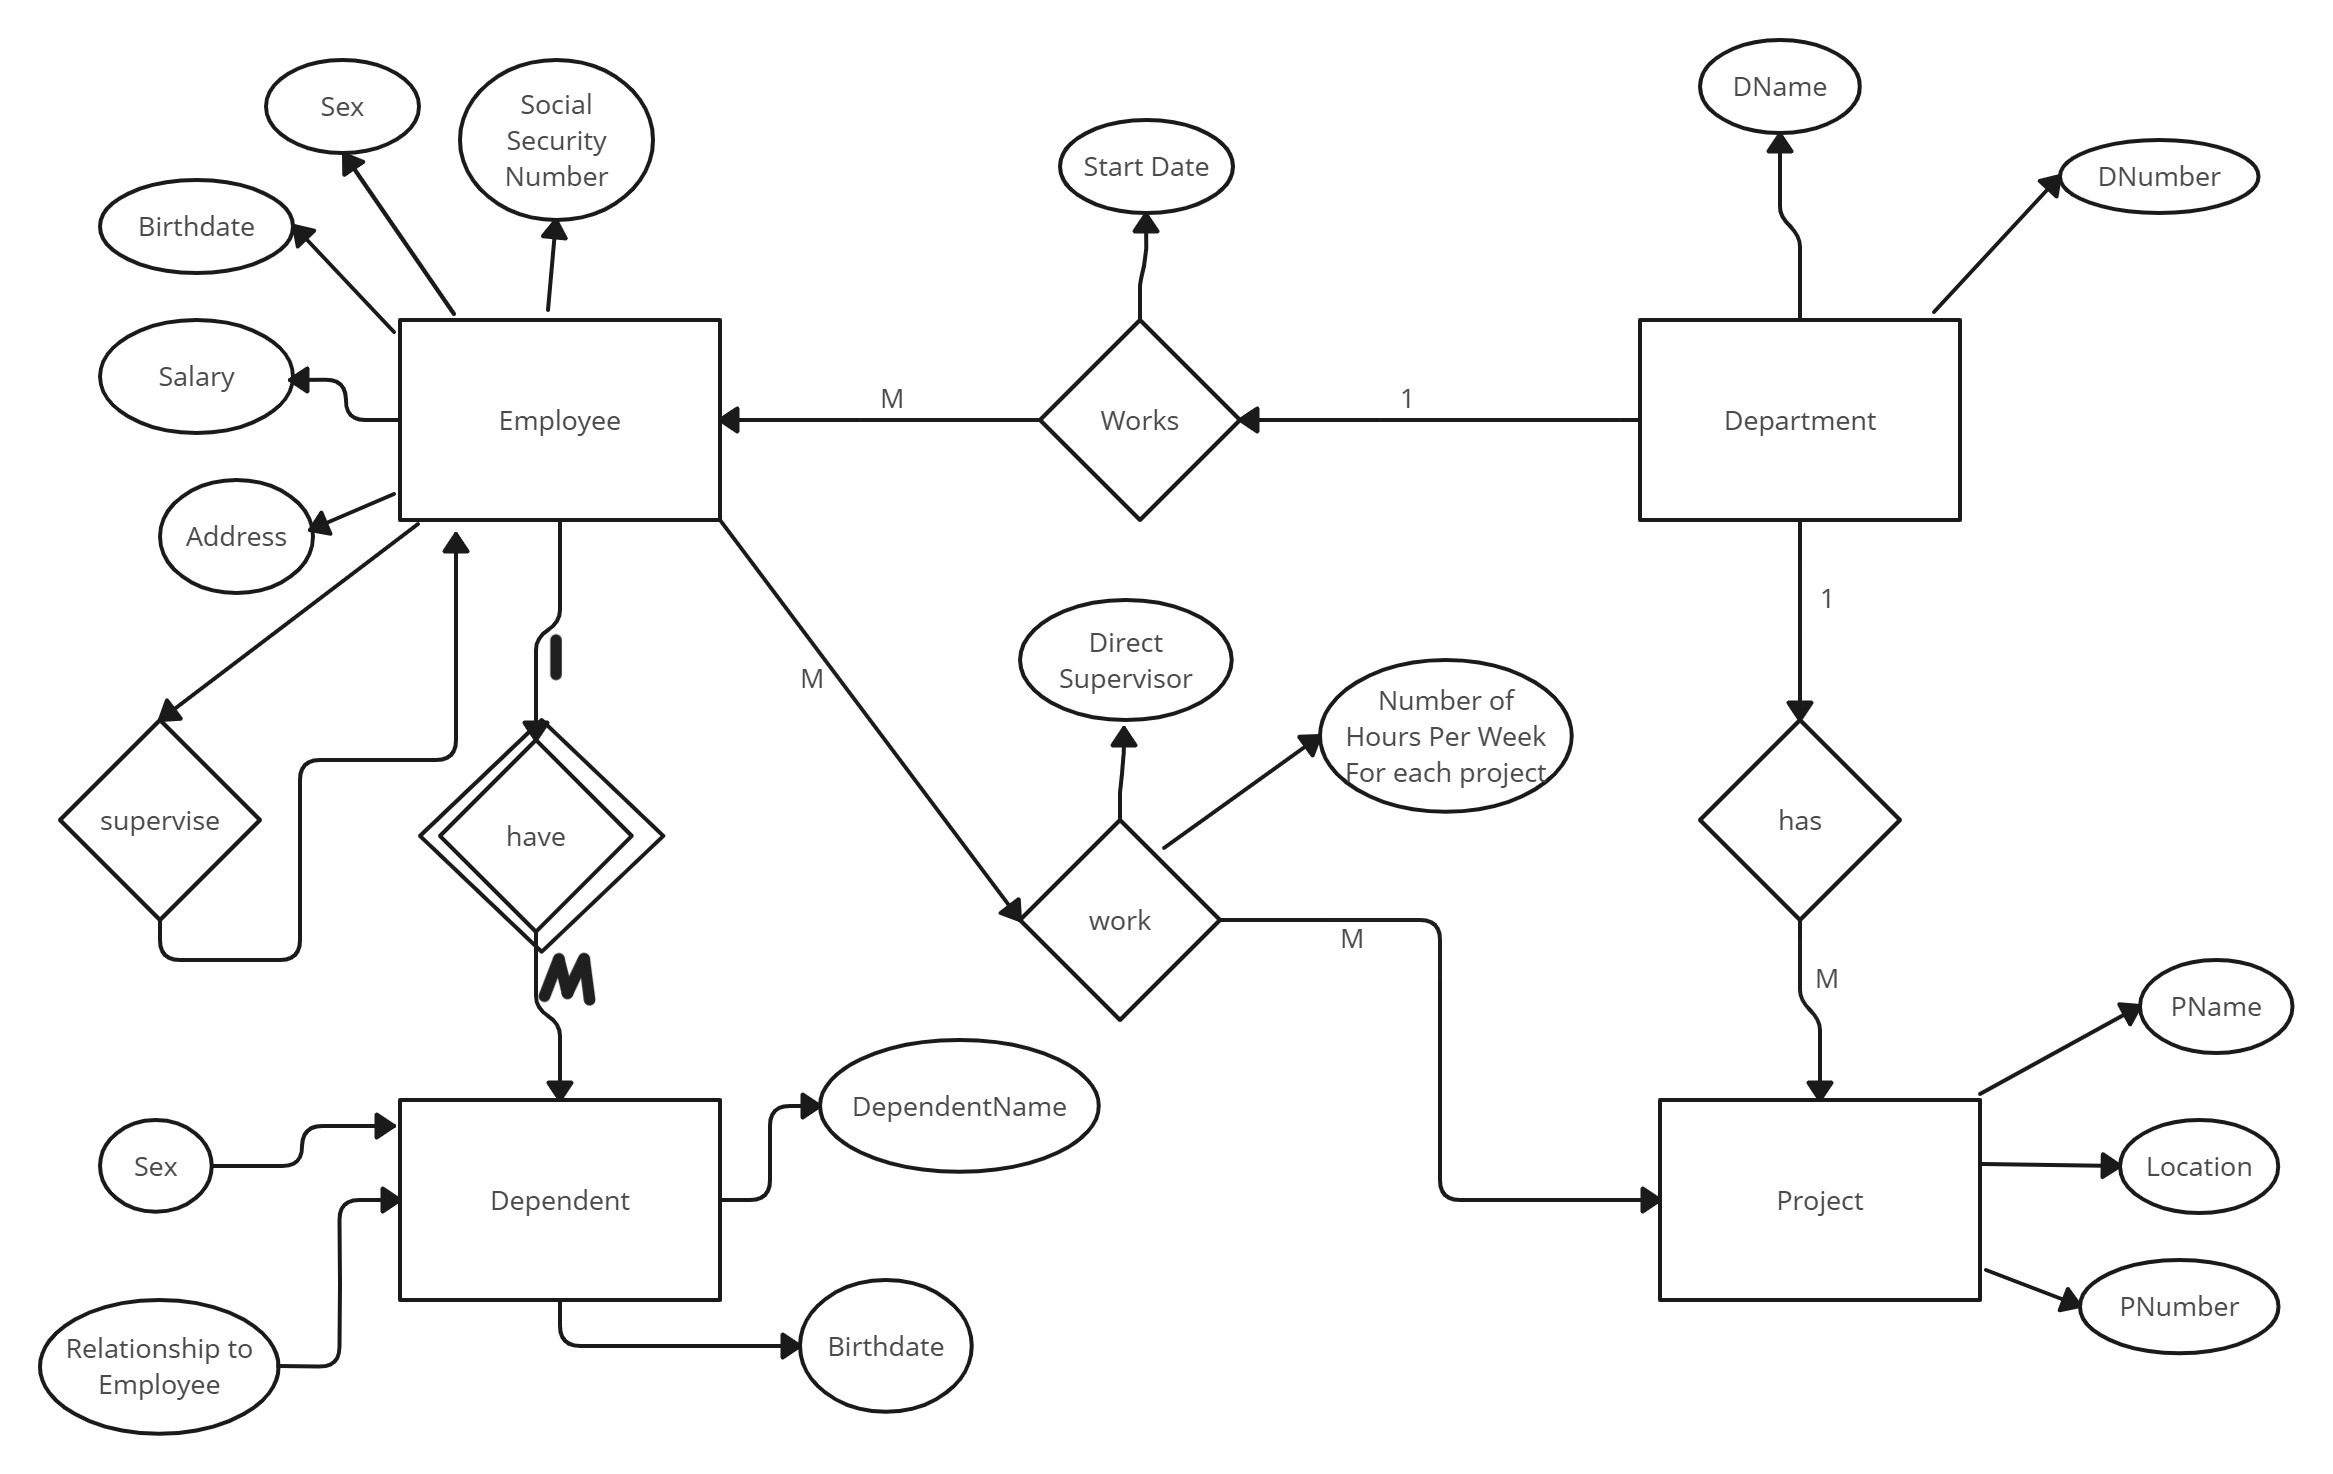 DName
Sex
Social
Security
Number
Start Date
DNumber
Birthdate
Salary
M
1
Employee
Works
Department
Address
1
Direct
Supervisor
I
M
Number of
Hours Per Week
For each project
supervise
have
has
work
M
M
M
PName
DependentName
Sex
Location
Dependent
Project
PNumber
Relationship to
Employee
Birthdate